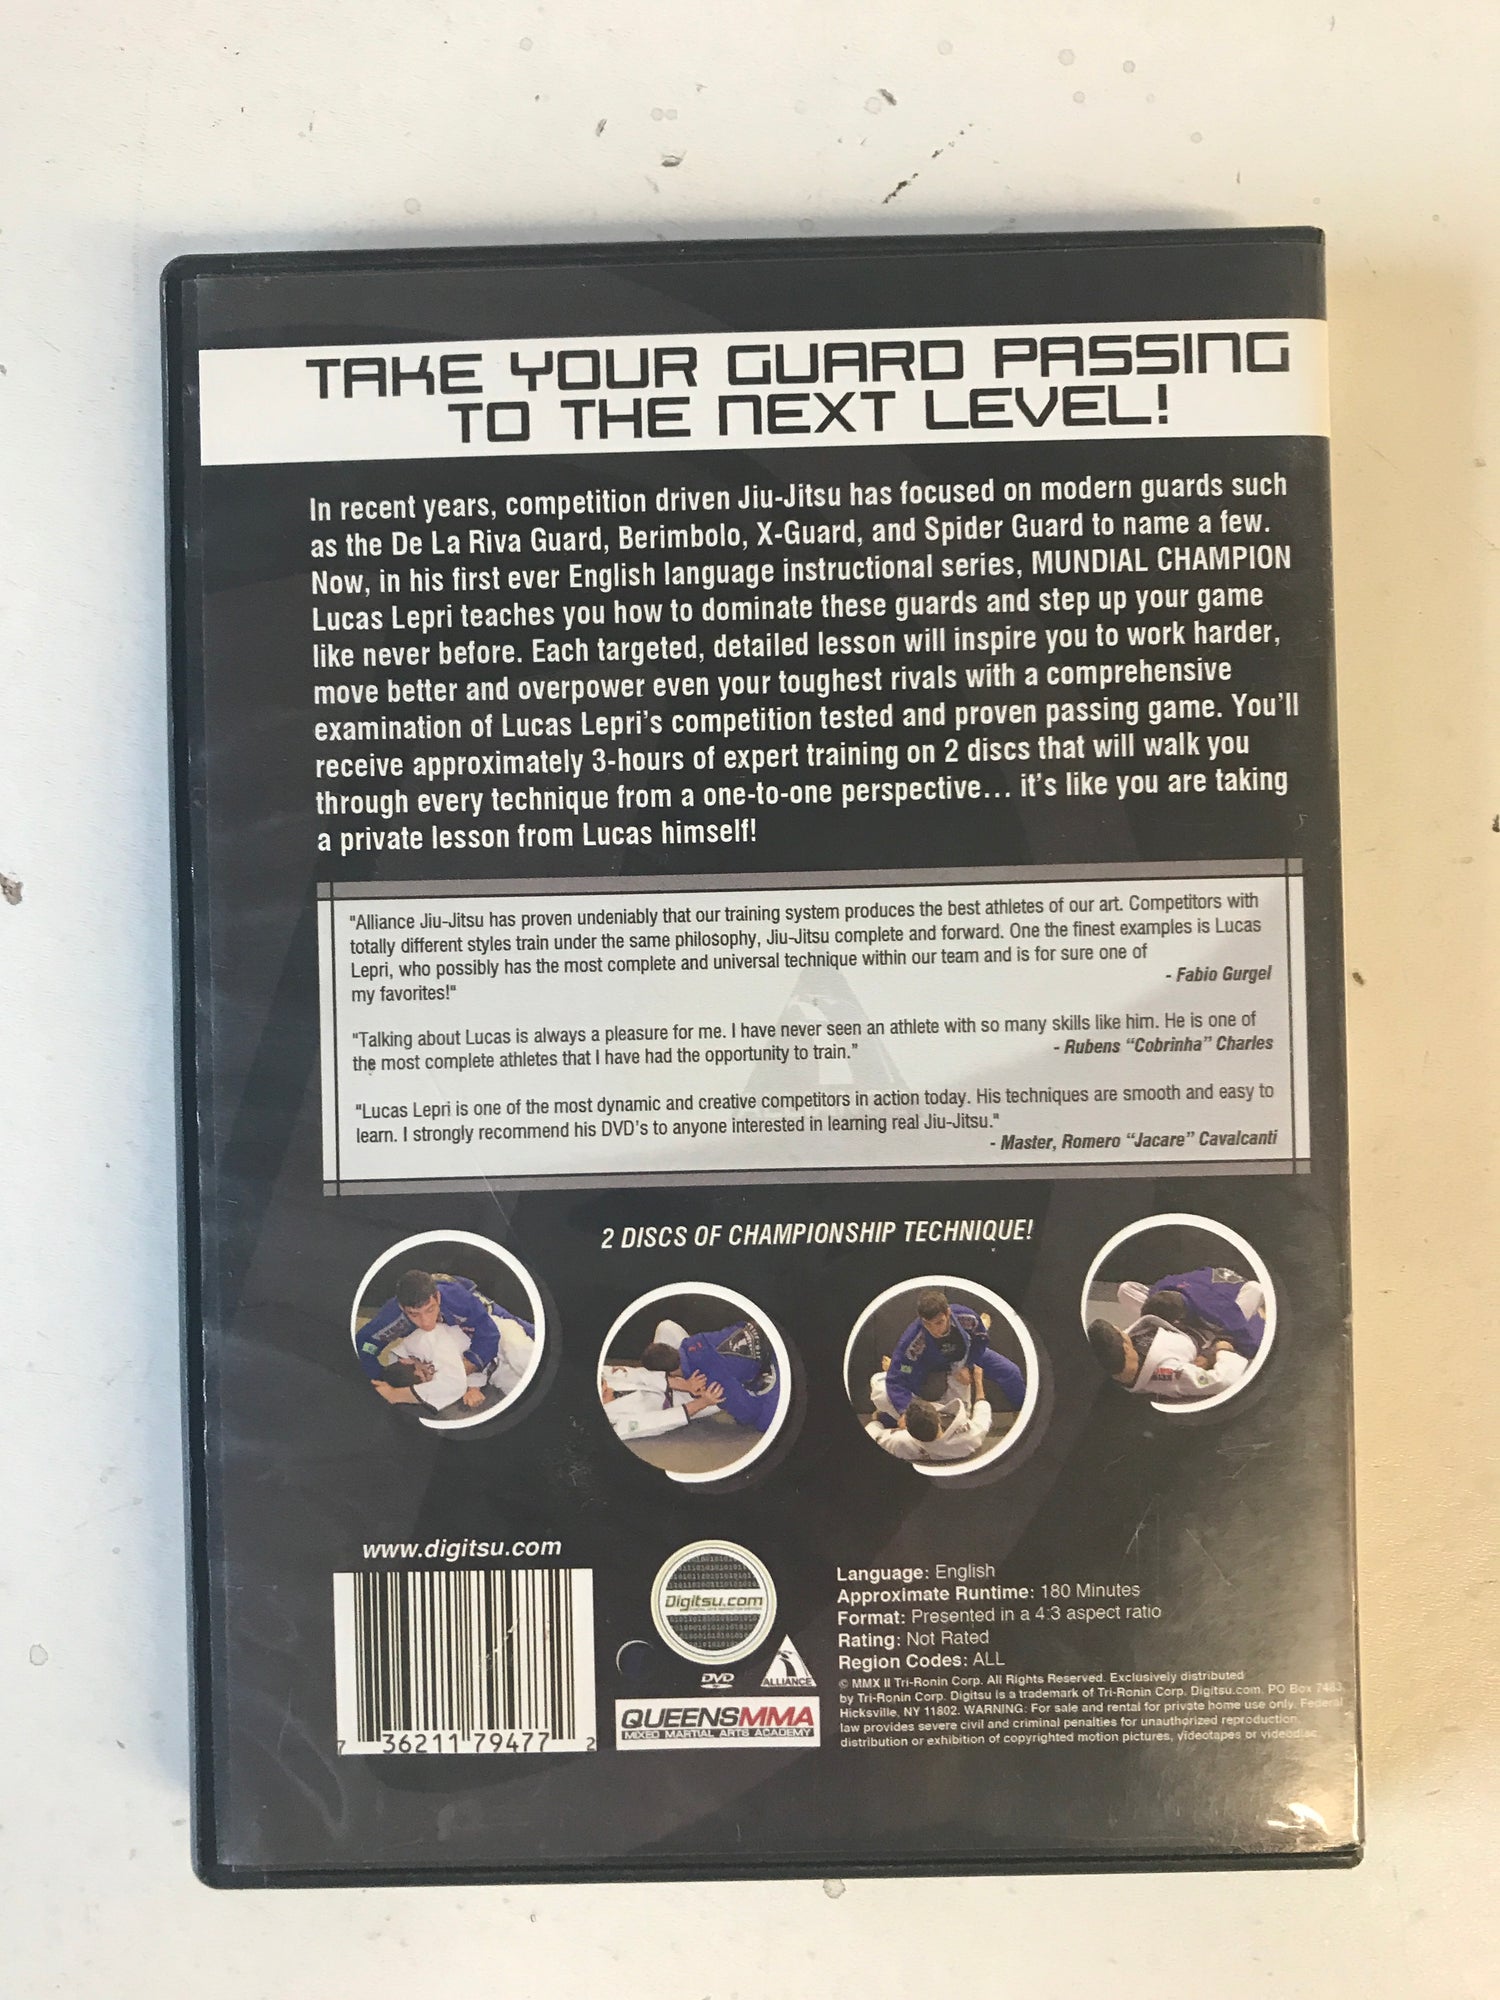 TAKE YOUR GUARD PASSING
TO THE NEXT LEVEL!
In recent years, competition driven Jiu-Jitsu has focused on modern guards such
as the De La Riva Guard, Berimbolo, X-Guard, and Spider Guard to name a few.
Now, in his first ever English language instructional series, MUNDIAL CHAMPION
Lucas Lepri teaches you how to dominate these guards and step up your game
like never before. Each targeted, detailed lesson will inspire you to work harder,
move better and overpower even your toughest rivals with a comprehensive
examination of Lucas Lepri's competition tested and proven passing game. You'll
receive approximately 3-hours of expert training on 2 discs that will walk you
through every technique from a one-to-one perspective... it's like you are taking
a private lesson from Lucas himself!
"Alliance Jiu-Jitsu has proven undeniably that our training system produces the best athletes of our art. Competitors with
totally different styles train under the same philosophy, Jiu-Jitsu complete and forward. One the finest examples is Lucas
Lepri, who possibly has the most complete and universal technique within our team and is for sure one of
my favorites!"
- Fabio Gurgel
"Talking about Lucas is always a pleasure for me. I have never seen an athlete with so many skills like him. He is one of
the most complete athletes that I have had the opportunity to train."
- Rubens "Cobrinha" Charles
"Lucas Lepri is one of the most dynamic and creative competitors in action today. His techniques are smooth and easy to
learn. I strongly recommend his DVD's to anyone interested in learning real Jiu-Jitsu."
- Master, Romero "Jacare" Cavalcanti
2 DISCS OF CHAMPIONSHIP TECHNIQUE!
www.digitsu.com
7 36211 79477 2
Digitsu.com
DVD
ALLIANCE
QUEENSMMA
MIXED MARTIAL ARTS ACADEMY
Language: English
Approximate Runtime: 180 Minutes
Format: Presented in a 4:3 aspect ratio
Rating: Not Rated
Region Codes: ALL
© MMX II Tri-Ronin Corp. All Rights Reserved. Exclusively distributed
by Tri-Ronin Corp. Digitsu is a trademark of Tri-Ronin Corp. Digitsu.com. PO Box 7483,
Hicksville, NY 11802. WARNING: For sale and rental for private home use only. Federal
law provides severe civil and criminal penalties for unauthorized reproduction,
distribution or exhibition of copyrighted motion pictures, videotapes or videodisc